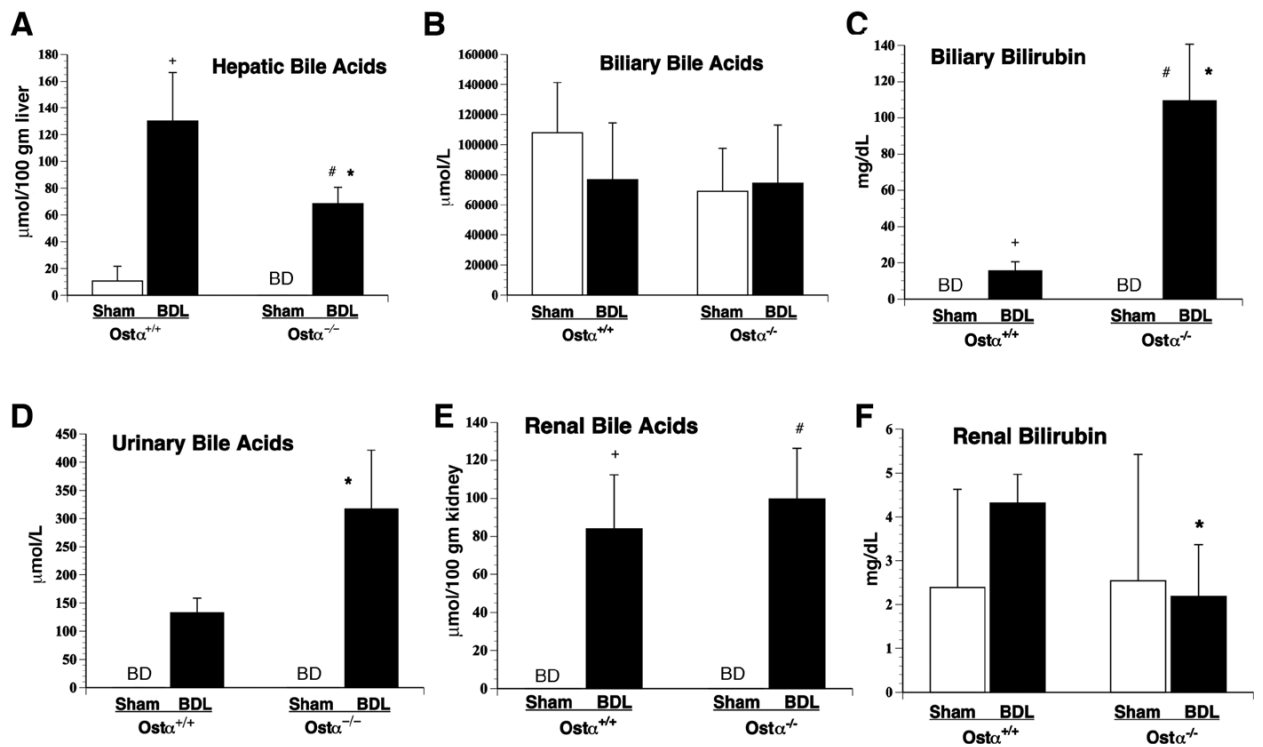 A
Hepatic Bile Acids
μmol/100 gm liver
180
160
140
120
100
80
60
40
20
0
+
# *
BD
Sham BDL Sham BDL
Ostα+/+ Ostα−/−
B
Biliary Bile Acids
μmol/L
160000
140000
120000
100000
80000
60000
40000
20000
0
Sham BDL Sham BDL
Ostα+/+ Ostα-/-
C
Biliary Bilirubin
mg/dL
140
120
100
80
60
40
20
0
# *
+
BD BD
Sham BDL Sham BDL
Ostα+/+ Ostα-/-
D
Urinary Bile Acids
μmol/L
450
400
350
300
250
200
150
100
50
0
*
BD BD
Sham BDL Sham BDL
Ostα+/+ Ostα−/−
E
Renal Bile Acids
μmol/100 gm kidney
140
120
100
80
60
40
20
0
+ #
BD BD
Sham BDL Sham BDL
Ostα+/+ Ostα-/-
F
Renal Bilirubin
mg/dL
6
5
4
3
2
1
0
*
Sham BDL Sham BDL
Ostα+/+ Ostα-/-